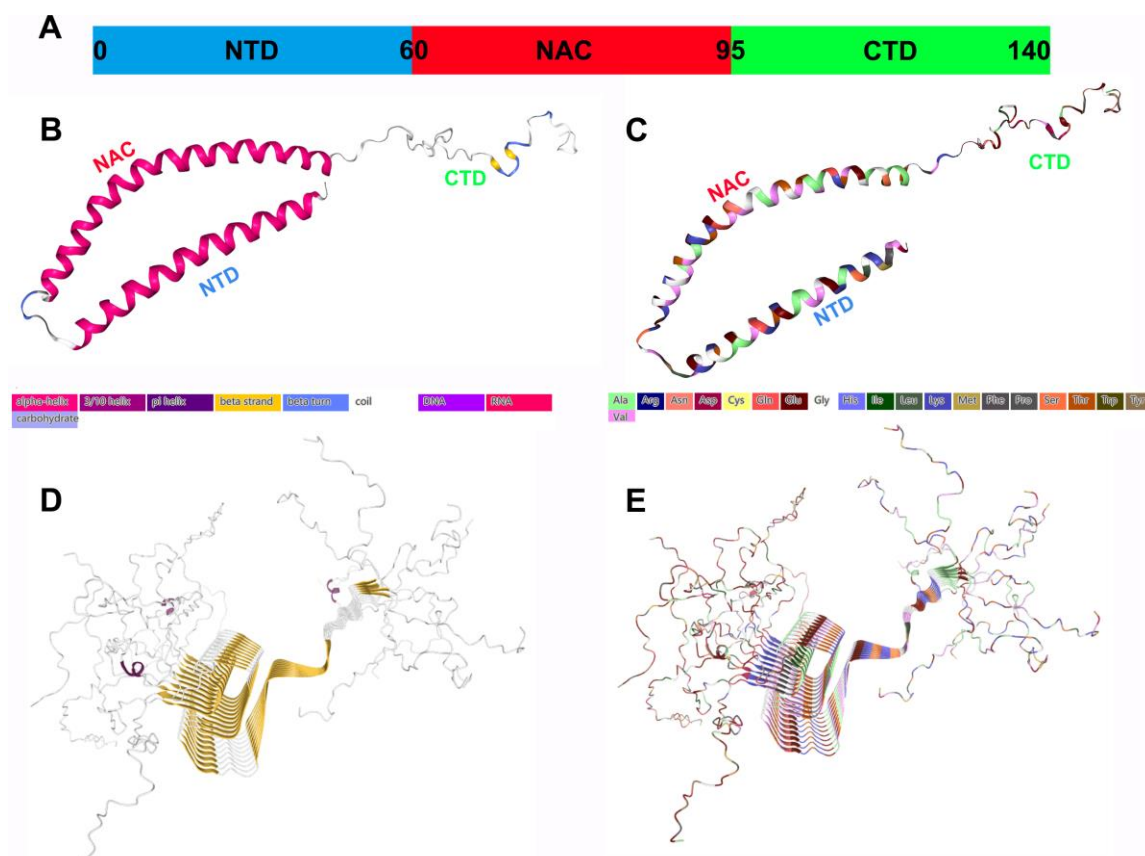 A
0 NTD 60 NAC 95 CTD 140
B
NAC
NTD
CTD
C
NAC
NTD
CTD
alpha-helix 3/10 helix pi helix beta strand beta turn coil DNA RNA
carbohydrate
Ala Arg Asn Asp Cys Gln Glu Gly His Ile Leu Lys Met Phe Pro Ser Thr Trp Tyr
Val
D
E